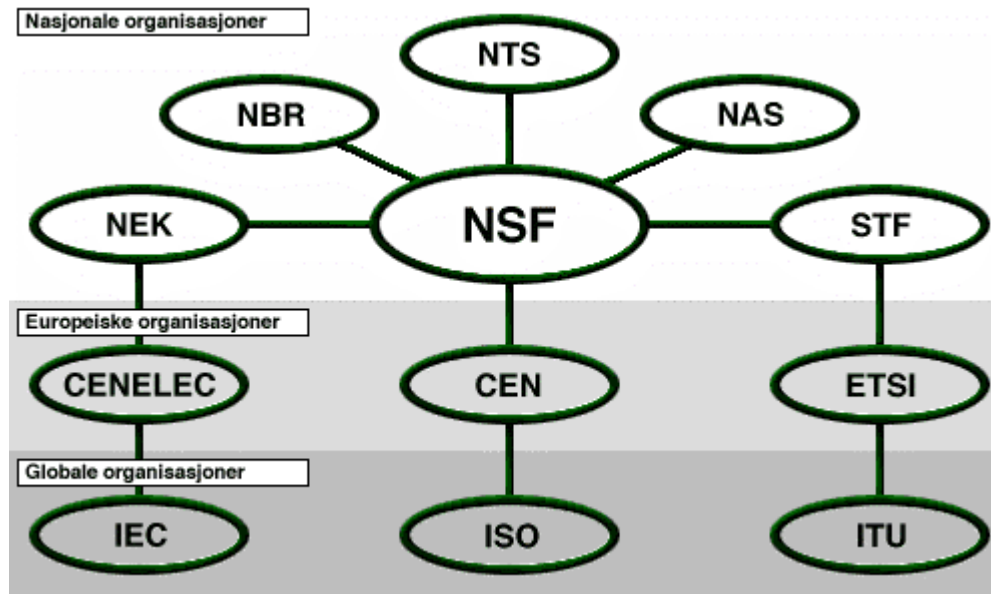 Nasjonale organisasjoner
NTS
NBR
NAS
NSF
NEK
STF
Europeiske organisasjoner
CENELEC
CEN
ETSI
Globale organisasjoner
IEC
ISO
ITU